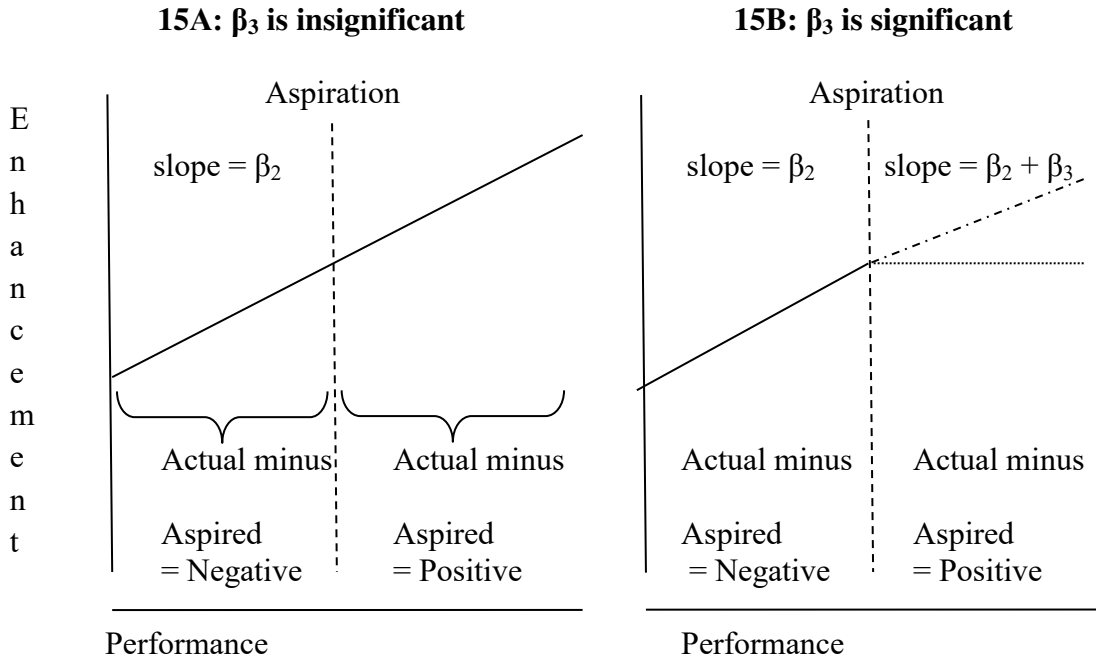 15A: β₃ is insignificant
15B: β₃ is significant
E
n
h
a
n
c
e
m
e
n
t
Aspiration
slope = β₂
Actual minus
Aspired
= Negative
Actual minus
Aspired
= Positive
Performance
Aspiration
slope = β₂
slope = β₂ + β₃
Actual minus
Aspired
= Negative
Actual minus
Aspired
= Positive
Performance